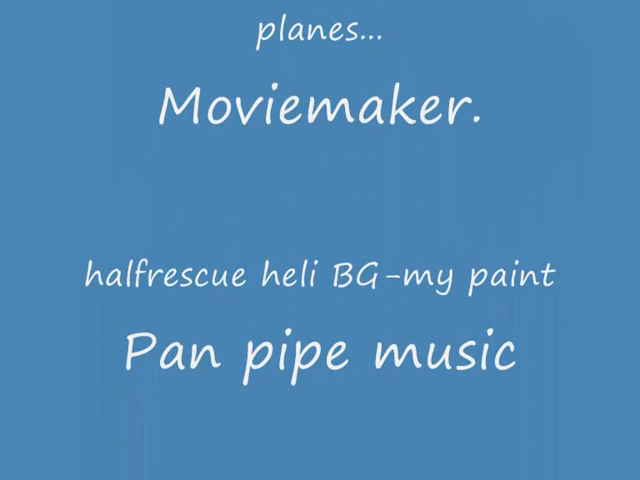 planes...
Moviemaker.
halfrescue heli BG-my paint
Pan pipe music